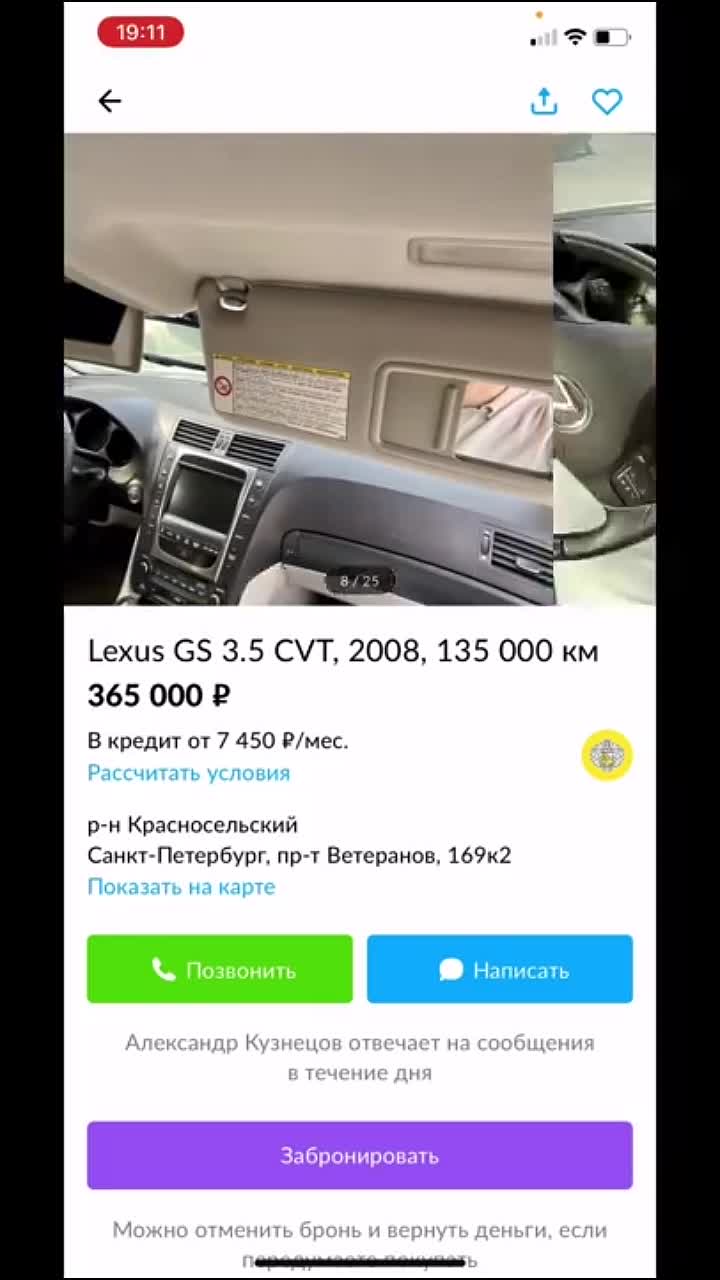 19:11
8 / 25
Lexus GS 3.5 CVT, 2008, 135 000 км
365 000 ₽
В кредит от 7 450 ₽/мес.
Рассчитать условия
р-н Красносельский
Санкт-Петербург, пр-т Ветеранов, 169к2
Показать на карте
Позвонить
Написать
Александр Кузнецов отвечает на сообщения
в течение дня
Забронировать
Можно отменить бронь и вернуть деньги, если
передумаете покупать